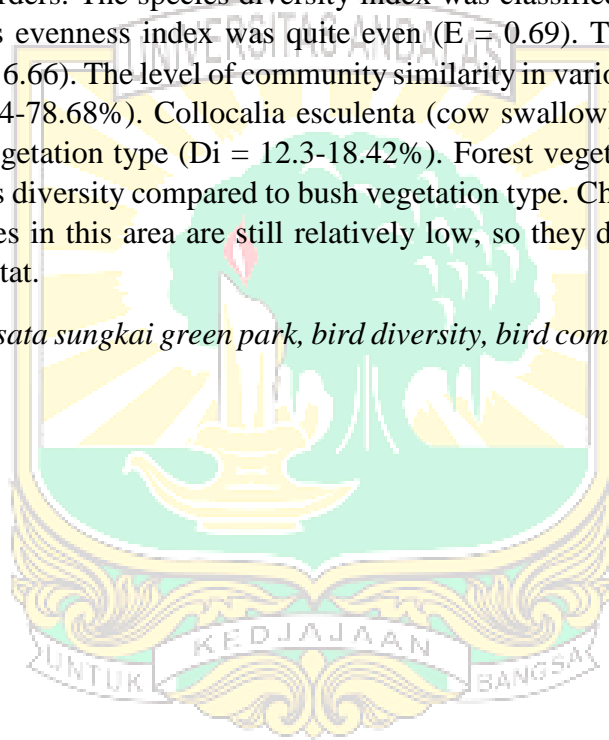 rders. The species diversity index was classified
s evenness index was quite even (E = 0.69). T
6.66). The level of community similarity in vario
4-78.68%). Collocalia esculenta (cow swallow
getation type (Di = 12.3-18.42%). Forest veget
s diversity compared to bush vegetation type. Ch
es in this area are still relatively low, so they d
tat.
sata sungkai green park, bird diversity, bird com
UNIVERSITAS ANDALAS
KEDJAJAAN
UNTUK
BANGSA